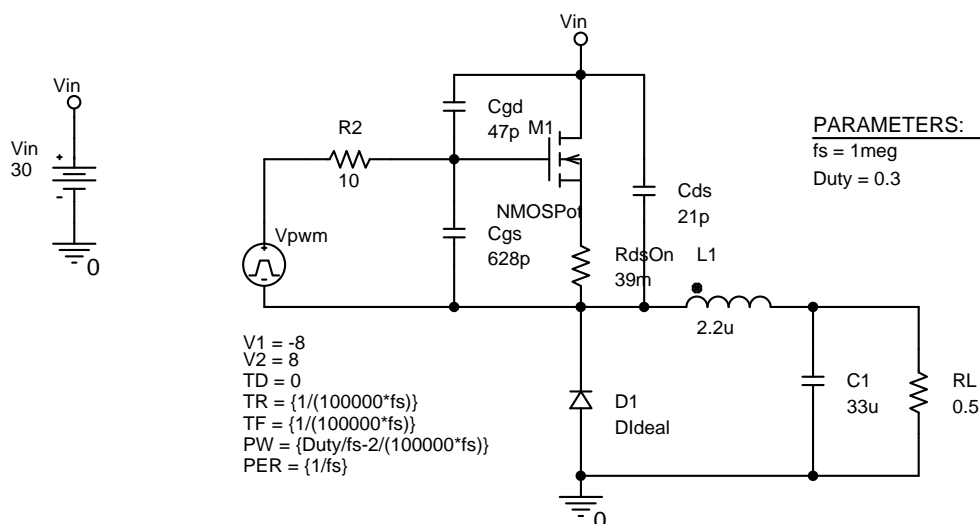 Vin
Vin
Vin
30
0
R2
10
Cgd
47p
M1
NMOSPot
Cgs
628p
Cds
21p
RdsOn
39m
L1
2.2u
Vpwm
V1 = -8
V2 = 8
TD = 0
TR = {1/(100000*fs)}
TF = {1/(100000*fs)}
PW = {Duty/fs-2/(100000*fs)}
PER = {1/fs}
D1
DIdeal
C1
33u
RL
0.5
0
PARAMETERS:
fs = 1meg
Duty = 0.3